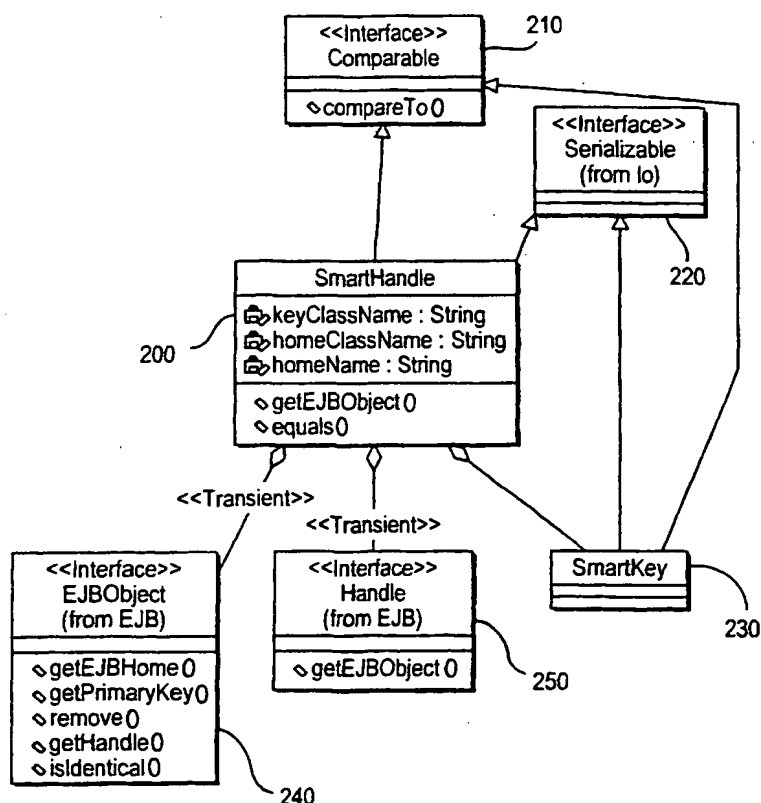 <<Interface>>
Comparable
compareTo()
210
<<Interface>>
Serializable
(from Io)
220
SmartHandle
keyClassName : String
homeClassName : String
homeName : String
getEJBObject()
equals()
200
<<Transient>>
<<Transient>>
<<Interface>>
EJBObject
(from EJB)
getEJBHome()
getPrimaryKey()
remove()
getHandle()
isIdentical()
240
<<Interface>>
Handle
(from EJB)
getEJBObject()
250
SmartKey
230